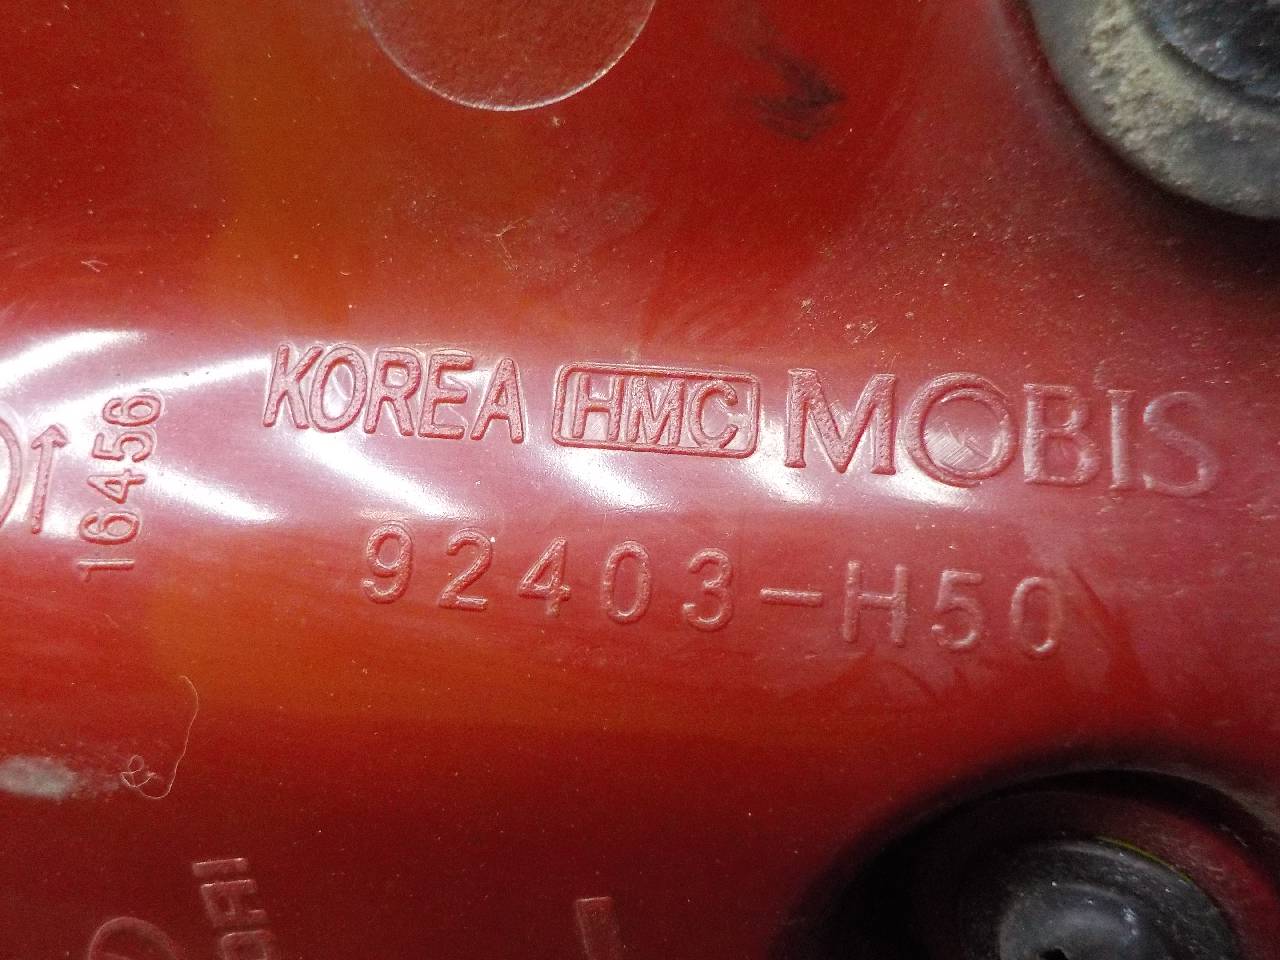 KOREA HMC MOBIS
92403-H50
16456